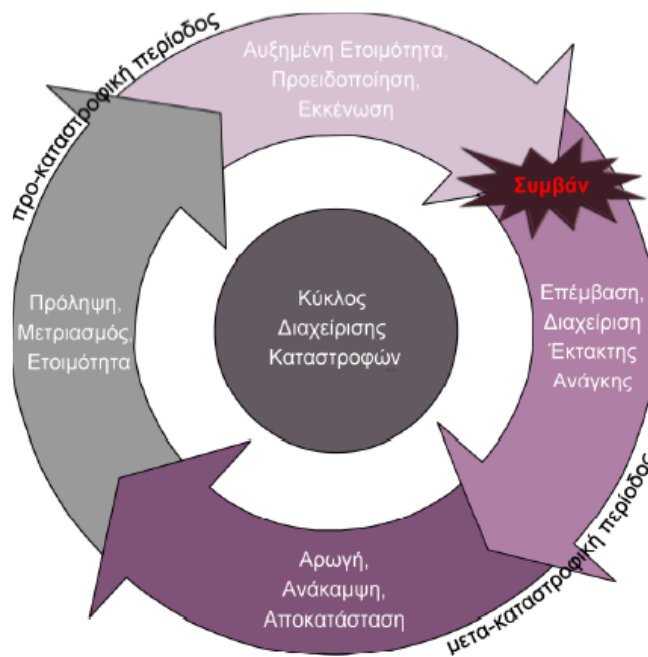 προ-καταστροφική περίοδος
Αυξημένη Ετοιμότητα,
Προειδοποίηση,
Εκκένωση
Συμβάν
Πρόληψη,
Μετριασμός,
Ετοιμότητα
Κύκλος
Διαχείρισης
Καταστροφών
Επέμβαση,
Διαχείριση
Έκτακτης
Ανάγκης
Αρωγή,
Ανάκαμψη,
Αποκατάσταση
μετα-καταστροφική περίοδος